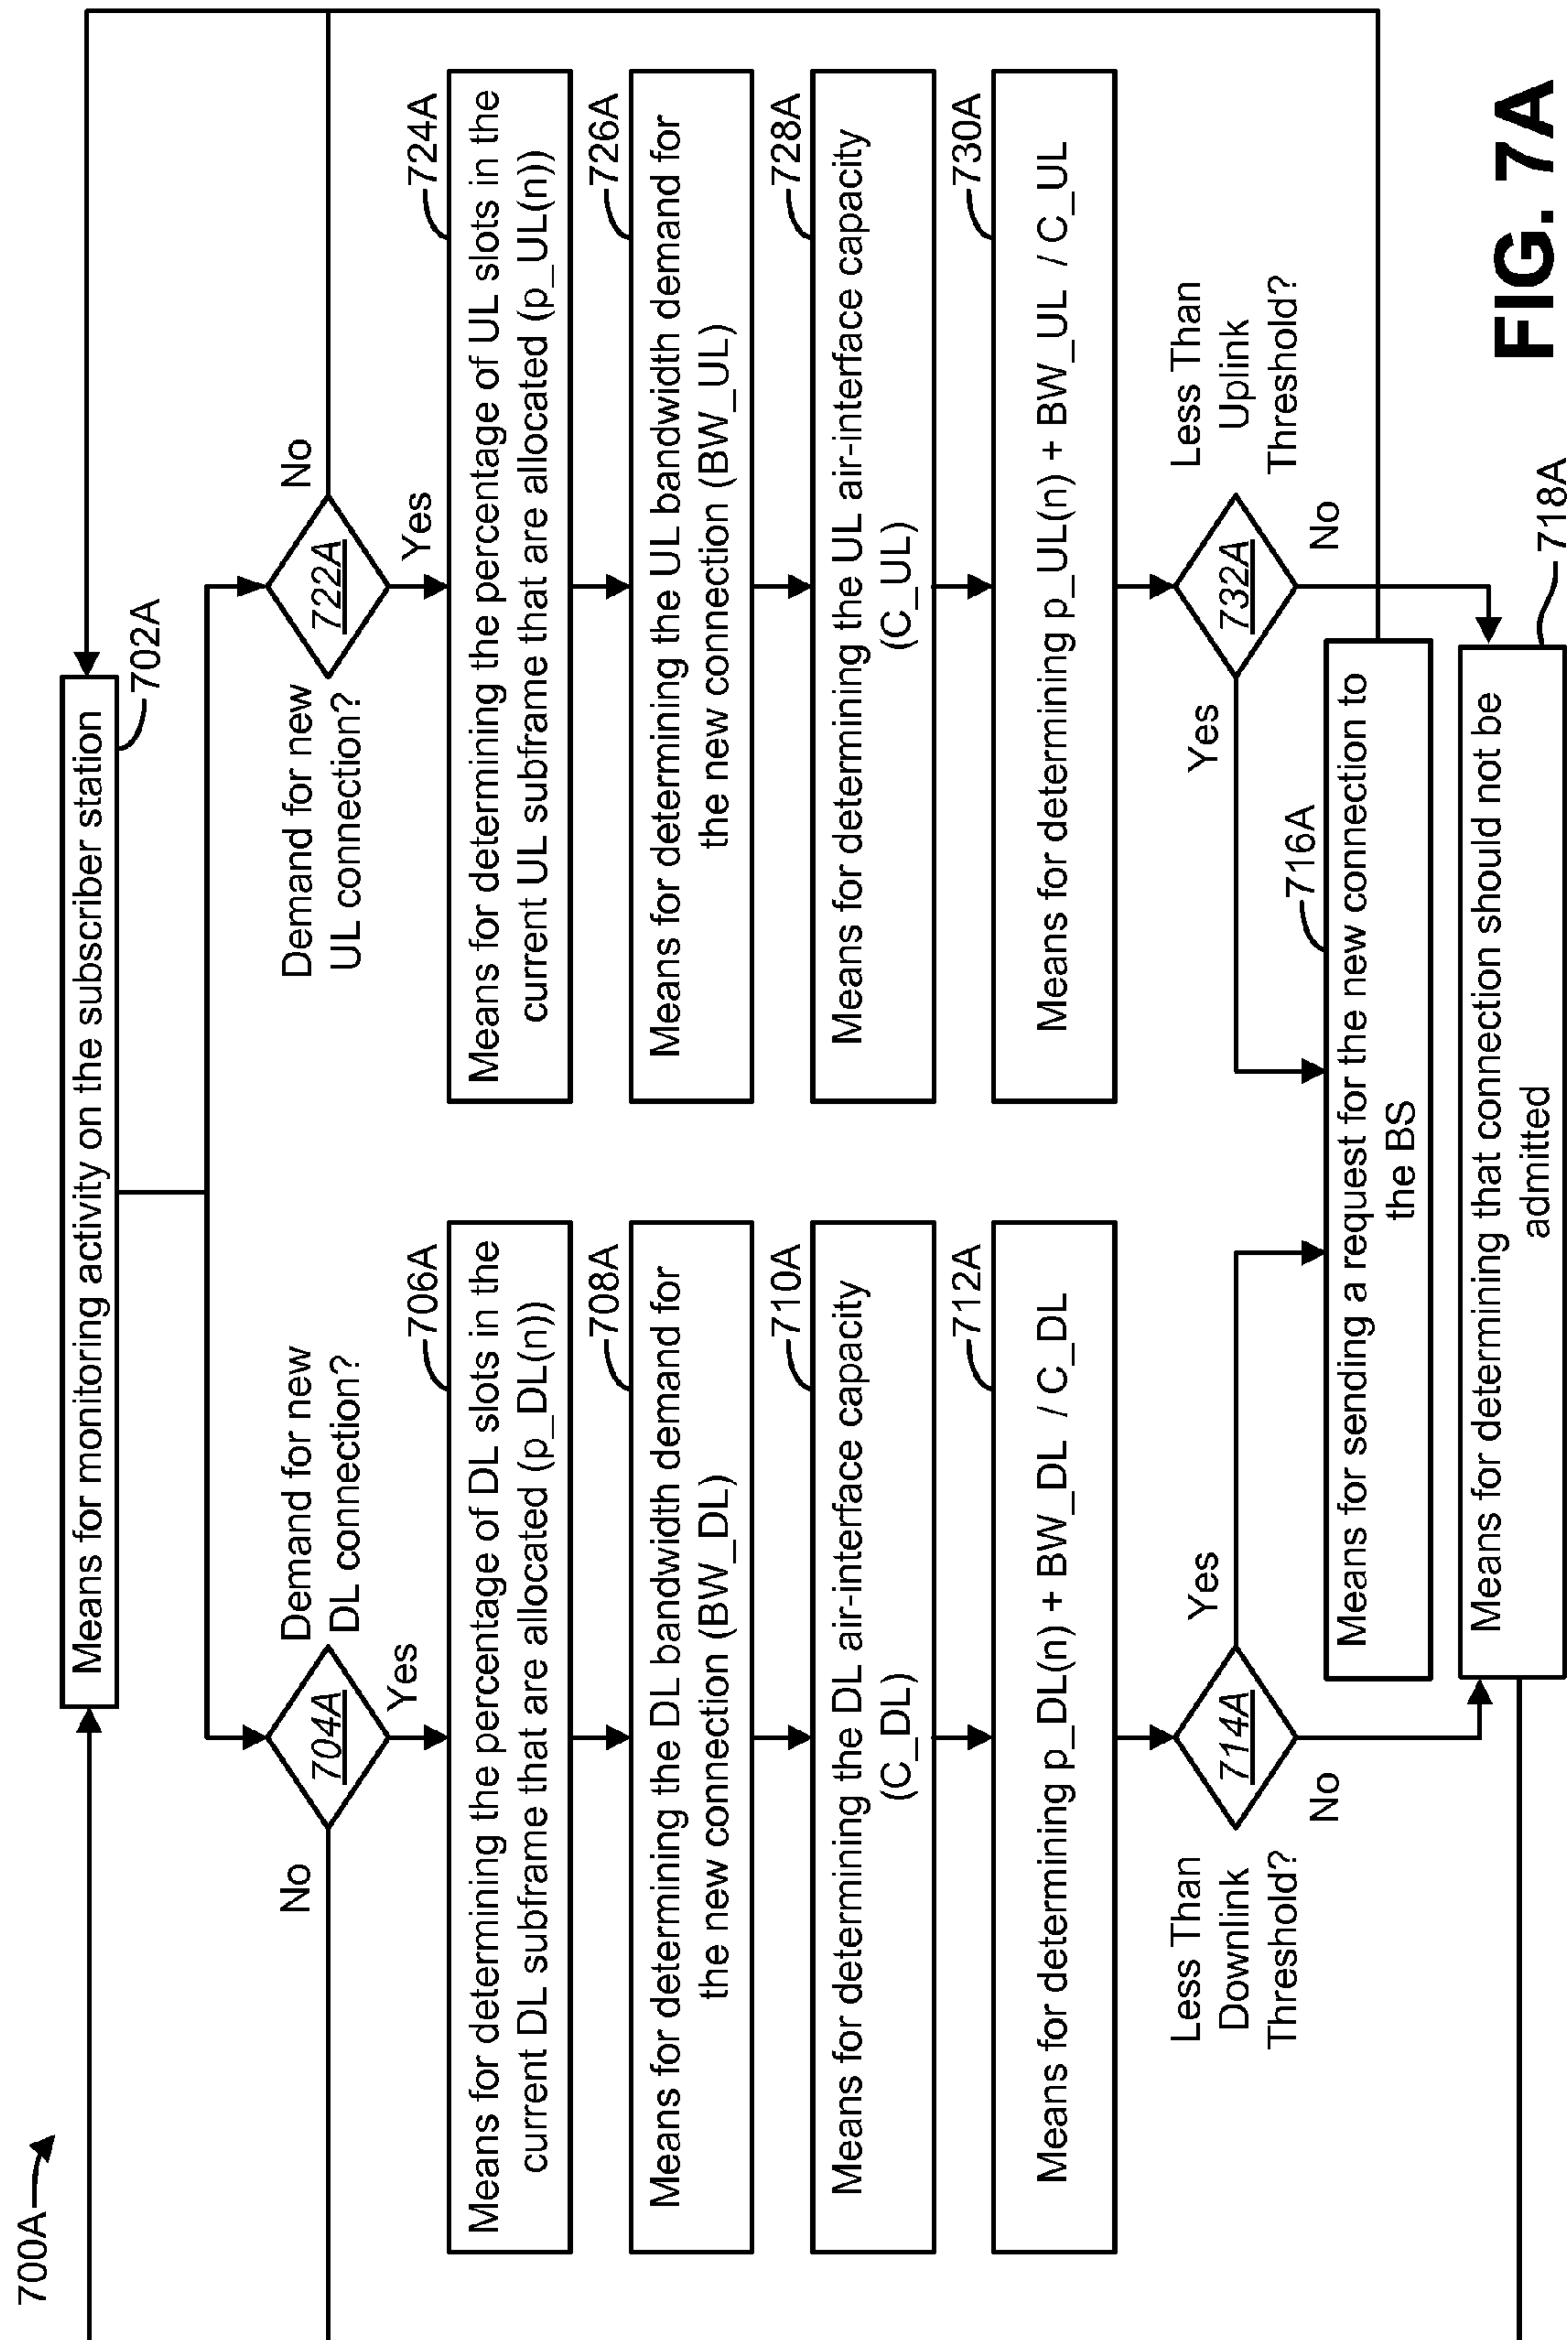 700A
Means for monitoring activity on the subscriber station
702A
Demand for new
DL connection?
704A
No
Yes
706A
Means for determining the percentage of DL slots in the
current DL subframe that are allocated (p_DL(n))
708A
Means for determining the DL bandwidth demand for
the new connection (BW_DL)
710A
Means for determining the DL air-interface capacity
(C_DL)
712A
Means for determining p_DL(n) + BW_DL / C_DL
Less Than
Downlink
Threshold?
714A
Yes
No
Demand for new
UL connection?
722A
No
Yes
724A
Means for determining the percentage of UL slots in the
current UL subframe that are allocated (p_UL(n))
726A
Means for determining the UL bandwidth demand for
the new connection (BW_UL)
728A
Means for determining the UL air-interface capacity
(C_UL)
730A
Means for determining p_UL(n) + BW_UL / C_UL
Less Than
Uplink
Threshold?
732A
Yes
No
716A
Means for sending a request for the new connection to
the BS
718A
Means for determining that connection should not be
admitted
FIG. 7A